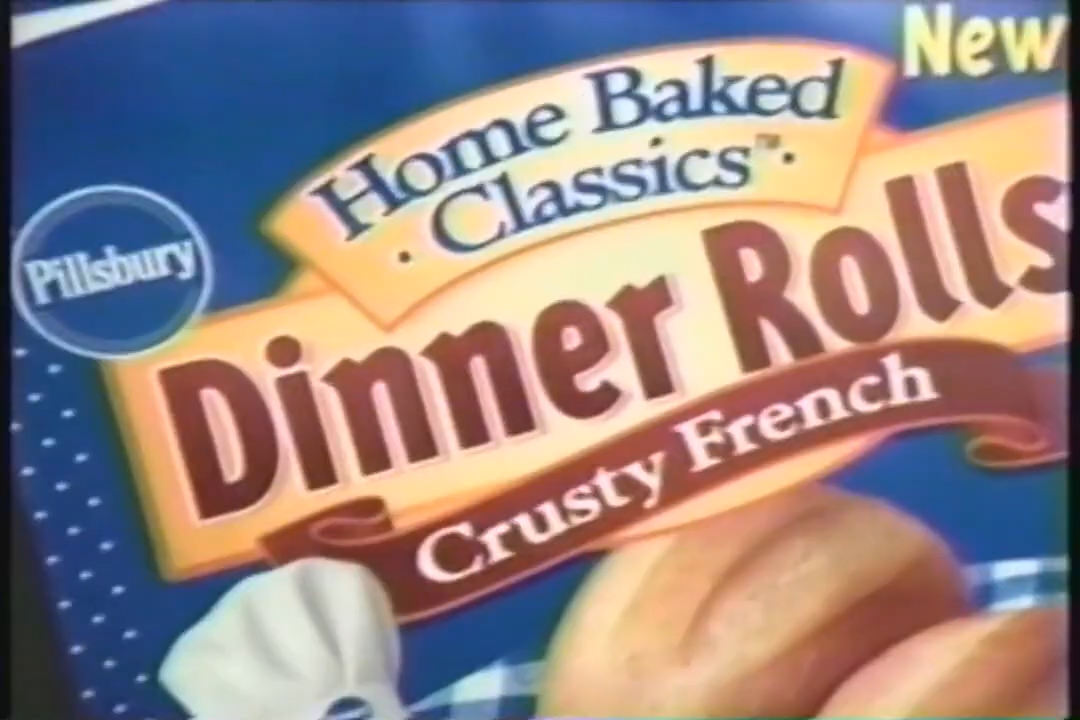 New
Home Baked
Classics™
Pillsbury
Dinner Rolls
Crusty French